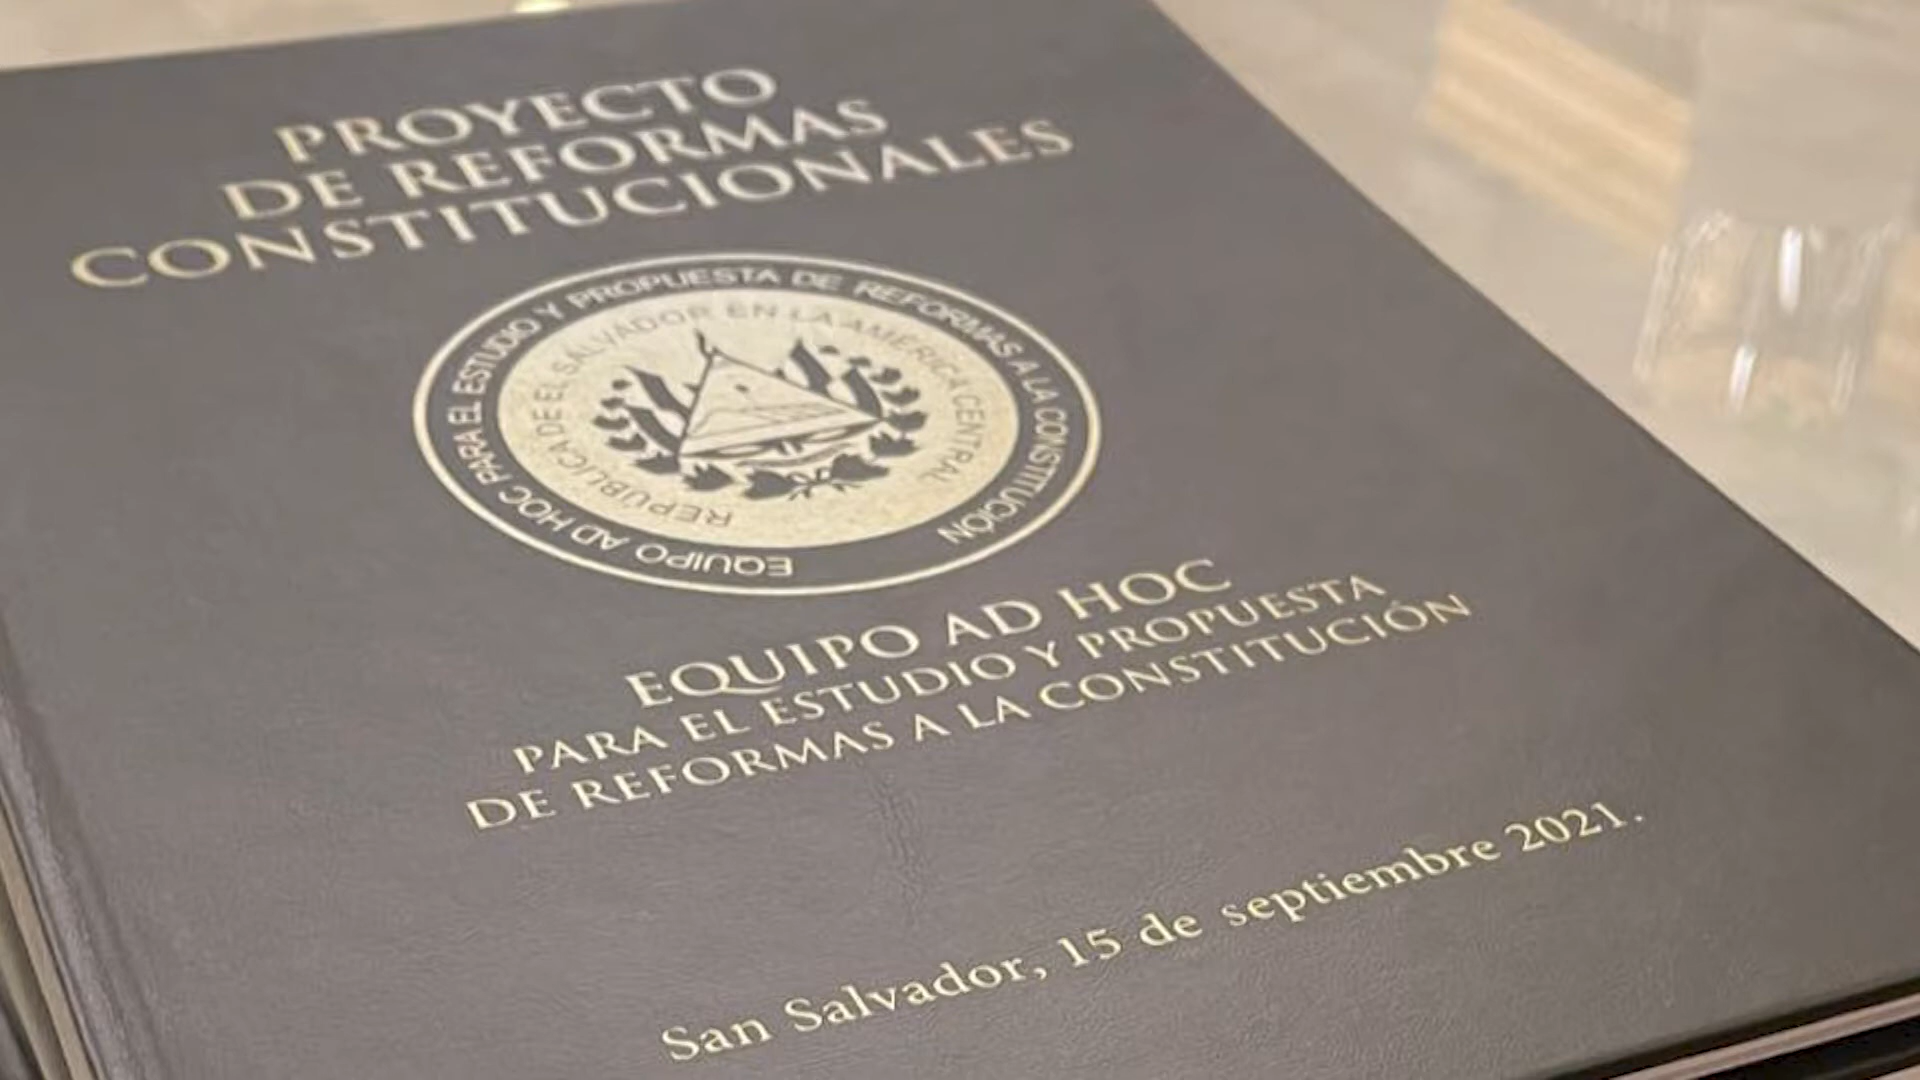 PROYECTO
DE REFORMAS
CONSTITUCIONALES
EQUIPO AD HOC PARA EL ESTUDIO Y PROPUESTA DE REFORMAS A LA CONSTITUCIÓN
REPÚBLICA DE EL SALVADOR EN LA AMERICA CENTRAL
EQUIPO AD HOC
PARA EL ESTUDIO Y PROPUESTA
DE REFORMAS A LA CONSTITUCIÓN
San Salvador, 15 de septiembre 2021.